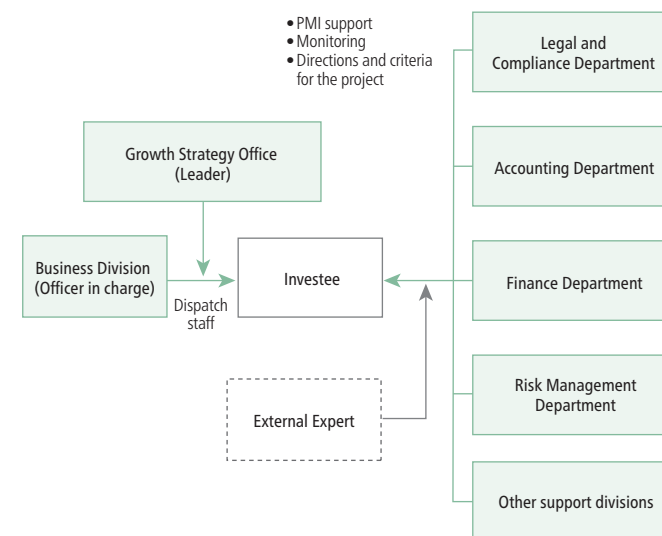 • PMI support
• Monitoring
• Directions and criteria
for the project
Legal and
Compliance Department
Growth Strategy Office
(Leader)
Accounting Department
Business Division
(Officer in charge)
Dispatch
staff
Investee
Finance Department
External Expert
Risk Management
Department
Other support divisions